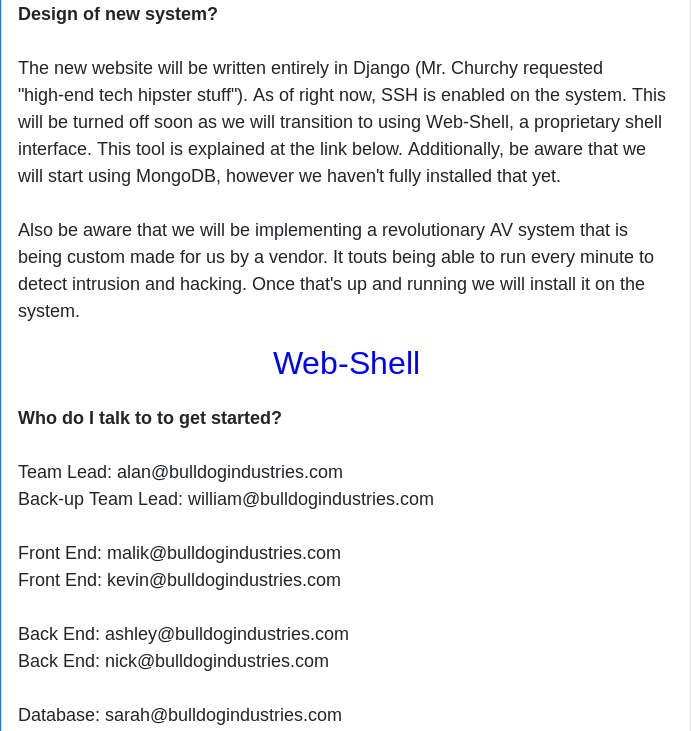 Design of new system?
The new website will be written entirely in Django (Mr. Churchy requested
"high-end tech hipster stuff"). As of right now, SSH is enabled on the system. This
will be turned off soon as we will transition to using Web-Shell, a proprietary shell
interface. This tool is explained at the link below. Additionally, be aware that we
will start using MongoDB, however we haven't fully installed that yet.
Also be aware that we will be implementing a revolutionary AV system that is
being custom made for us by a vendor. It touts being able to run every minute to
detect intrusion and hacking. Once that's up and running we will install it on the
system.
Web-Shell
Who do I talk to to get started?
Team Lead: alan@bulldogindustries.com
Back-up Team Lead: william@bulldogindustries.com
Front End: malik@bulldogindustries.com
Front End: kevin@bulldogindustries.com
Back End: ashley@bulldogindustries.com
Back End: nick@bulldogindustries.com
Database: sarah@bulldogindustries.com